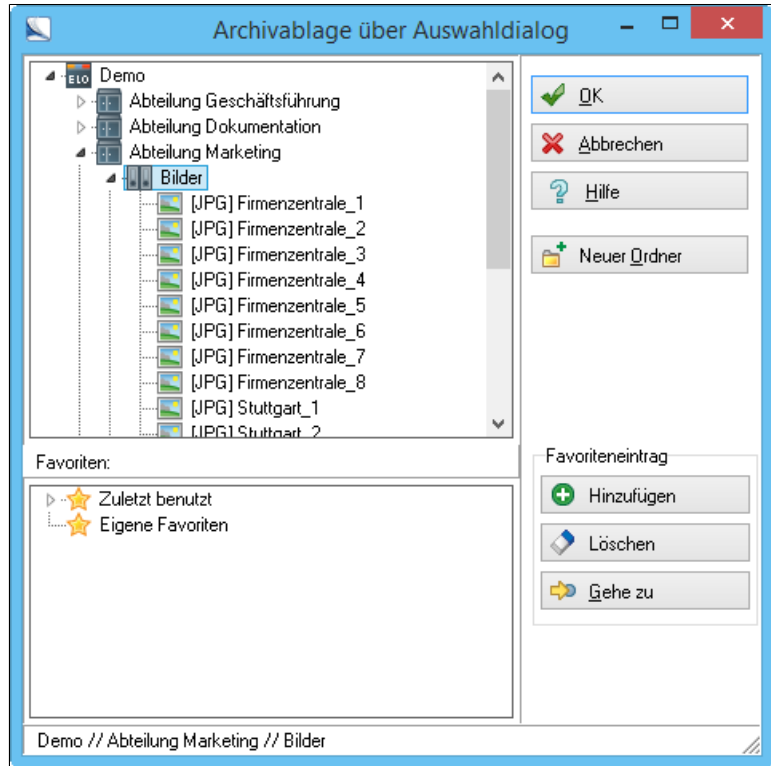 Archivablage über Auswahldialog
ELO Demo
Abteilung Geschäftsführung
Abteilung Dokumentation
Abteilung Marketing
Bilder
[JPG] Firmenzentrale_1
[JPG] Firmenzentrale_2
[JPG] Firmenzentrale_3
[JPG] Firmenzentrale_4
[JPG] Firmenzentrale_5
[JPG] Firmenzentrale_6
[JPG] Firmenzentrale_7
[JPG] Firmenzentrale_8
[JPG] Stuttgart_1
[JPG] Stuttgart_2
OK
Abbrechen
Hilfe
Neuer Ordner
Favoriten:
Zuletzt benutzt
Eigene Favoriten
Favoriteneintrag
Hinzufügen
Löschen
Gehe zu
Demo // Abteilung Marketing // Bilder